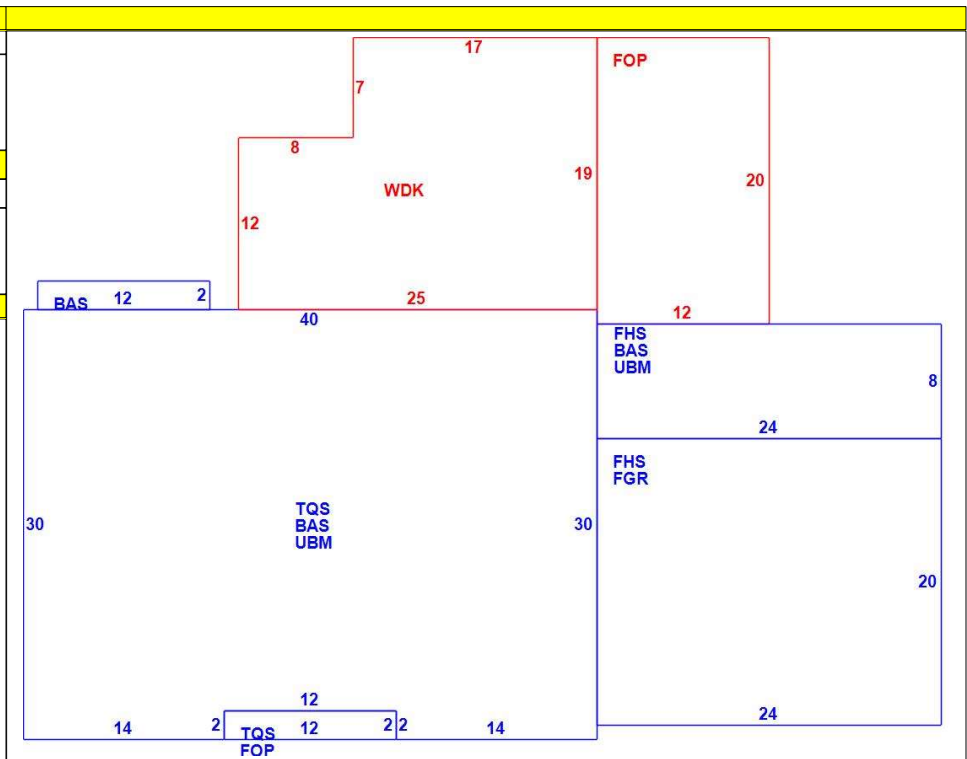 17
FOP
7
8
19
WDK
20
12
25
12
BAS 12 2
40
FHS
BAS
UBM
8
24
FHS
FGR
30
TQS
BAS
UBM
30
20
12
14 2 TQS 12 2 2 14
FOP
24